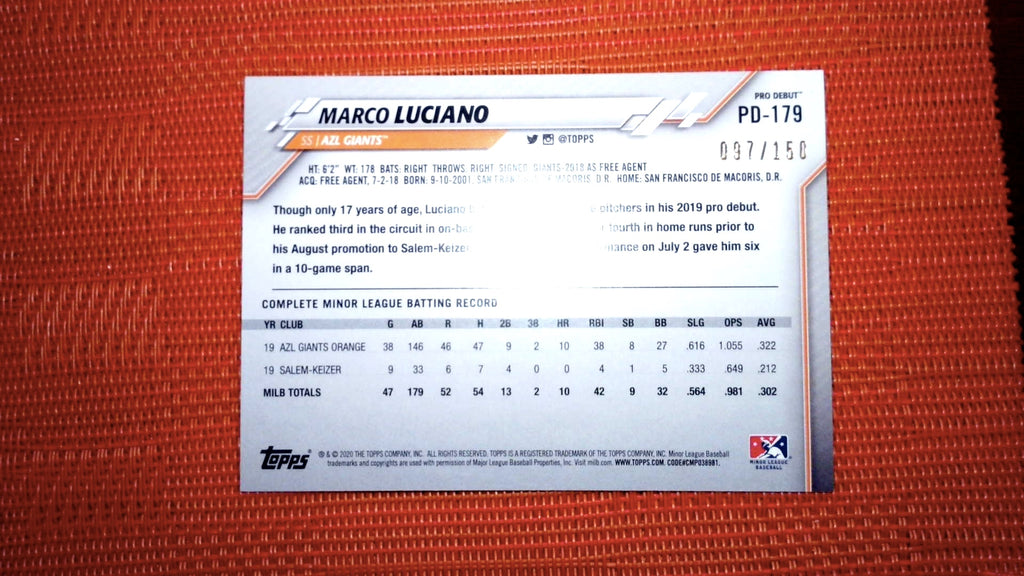 PRO DEBUT™
MARCO LUCIANO
PD-179
SS | AZL GIANTS™
@TOPPS
097/150
HT: 6'2" WT: 178 BATS: RIGHT THROWS: RIGHT SIGNED: GIANTS-2018 AS FREE AGENT
ACQ: FREE AGENT, 7-2-18 BORN: 9-10-2001, SAN FRAN MACORIS, D.R. HOME: SAN FRANCISCO DE MACORIS, D.R.
Though only 17 years of age, Luciano pitchers in his 2019 pro debut.
He ranked third in the circuit in on-ba fourth in home runs prior to
his August promotion to Salem-Keizer. mance on July 2 gave him six
in a 10-game span.
COMPLETE MINOR LEAGUE BATTING RECORD
YR CLUB G AB R H 2B 3B HR RBI SB BB SLG OPS AVG
19 AZL GIANTS ORANGE 38 146 46 47 9 2 10 38 8 27 .616 1.055 .322
19 SALEM-KEIZER 9 33 6 7 4 0 0 4 1 5 .333 .649 .212
MILB TOTALS 47 179 52 54 13 2 10 42 9 32 .564 .981 .302
Topps®
® & © 2020 THE TOPPS COMPANY, INC. ALL RIGHTS RESERVED. TOPPS IS A REGISTERED TRADEMARK OF THE TOPPS COMPANY, INC. Minor League Baseball
trademarks and copyrights are used with permission of Major League Baseball Properties, Inc. Visit milb.com. WWW.TOPPS.COM. CODE#CMP036981.
MINOR LEAGUE
BASEBALL